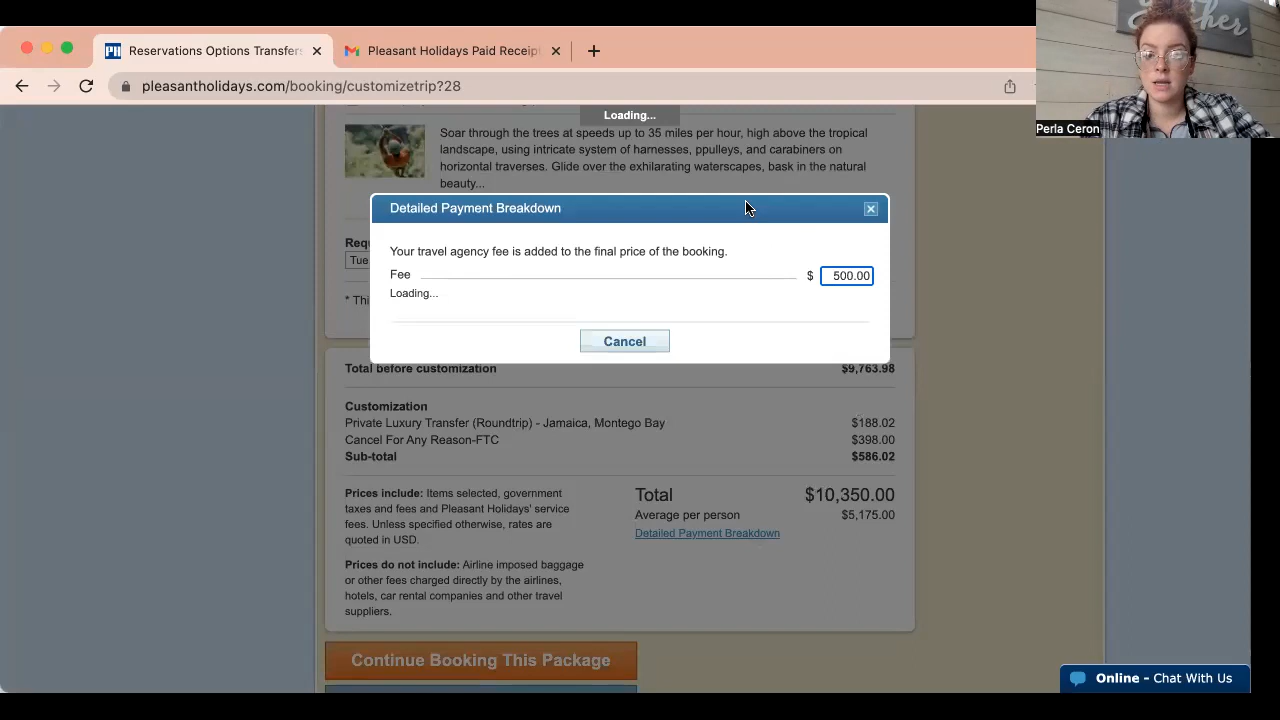 Reservations Options Transfers
Pleasant Holidays Paid Receip
pleasantholidays.com/booking/customizetrip?28
Perla Ceron
Loading...
Soar through the trees at speeds up to 35 miles per hour, high above the tropical
landscape, using intricate system of harnesses, ppulleys, and carabiners on
horizontal traverses. Glide over the exhilarating waterscapes, bask in the natural
beauty...
Detailed Payment Breakdown
Your travel agency fee is added to the final price of the booking.
Fee $ 500.00
Loading...
Cancel
Requ
Tue
* Thi
Total before customization $9,763.98
Customization
Private Luxury Transfer (Roundtrip) - Jamaica, Montego Bay $188.02
Cancel For Any Reason-FTC $398.00
Sub-total $586.02
Prices include: Items selected, government
taxes and fees and Pleasant Holidays' service
fees. Unless specified otherwise, rates are
quoted in USD.
Prices do not include: Airline imposed baggage
or other fees charged directly by the airlines,
hotels, car rental companies and other travel
suppliers.
Total $10,350.00
Average per person $5,175.00
Detailed Payment Breakdown
Continue Booking This Package
Online - Chat With Us